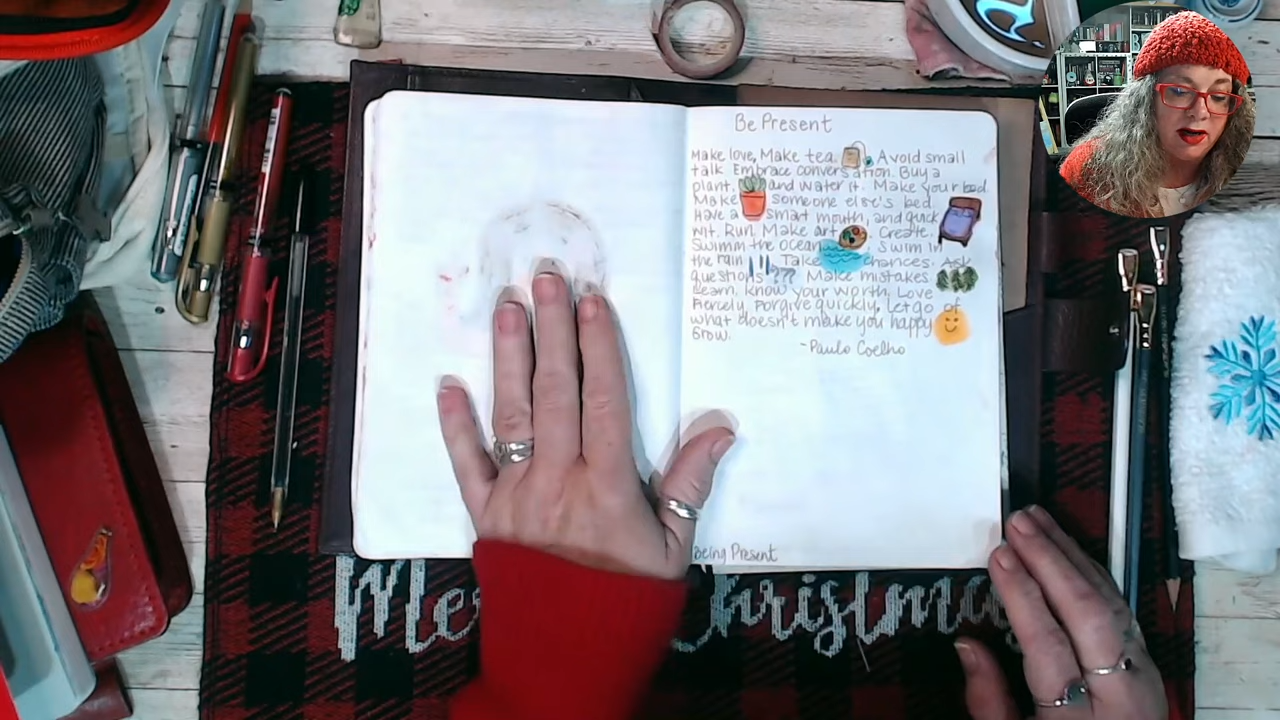 Be Present
Make love, Make tea. Avoid small
talk. Embrace conversation. Buy a
plant, and water it. Make your bed.
Make someone else's bed.
Have a smart mouth, and quick
wit. Run. Make art. Create.
Swimm the ocean. Swim in
the rain. Take chances. Ask
questions ??? Make mistakes
Learn. Know your worth. Love
Fiercely. Forgive quickly. Let go of
what doesn't make you happy
Grow.
-Paulo Coelho
Being Present
Me Christmas